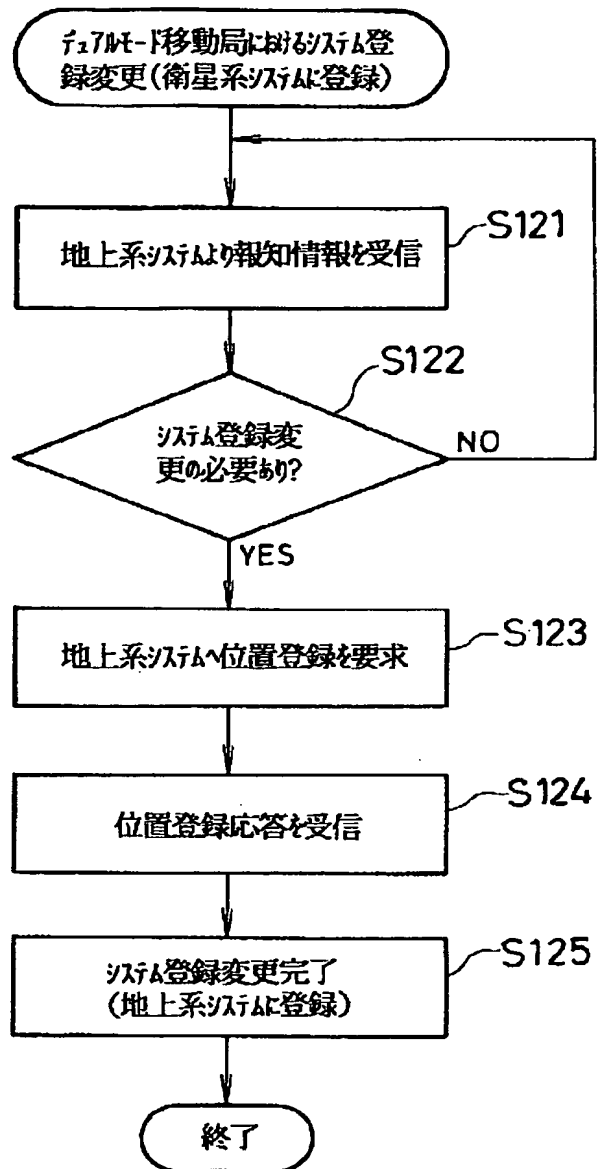 デュアルモード移動局におけるシステム登
録変更(衛星系システムに登録)
地上系システムより報知情報を受信
S121
システム登録変
更の必要あり?
S122
NO
YES
地上系システムへ位置登録を要求
S123
位置登録応答を受信
S124
システム登録変更完了
(地上系システムに登録)
S125
終了